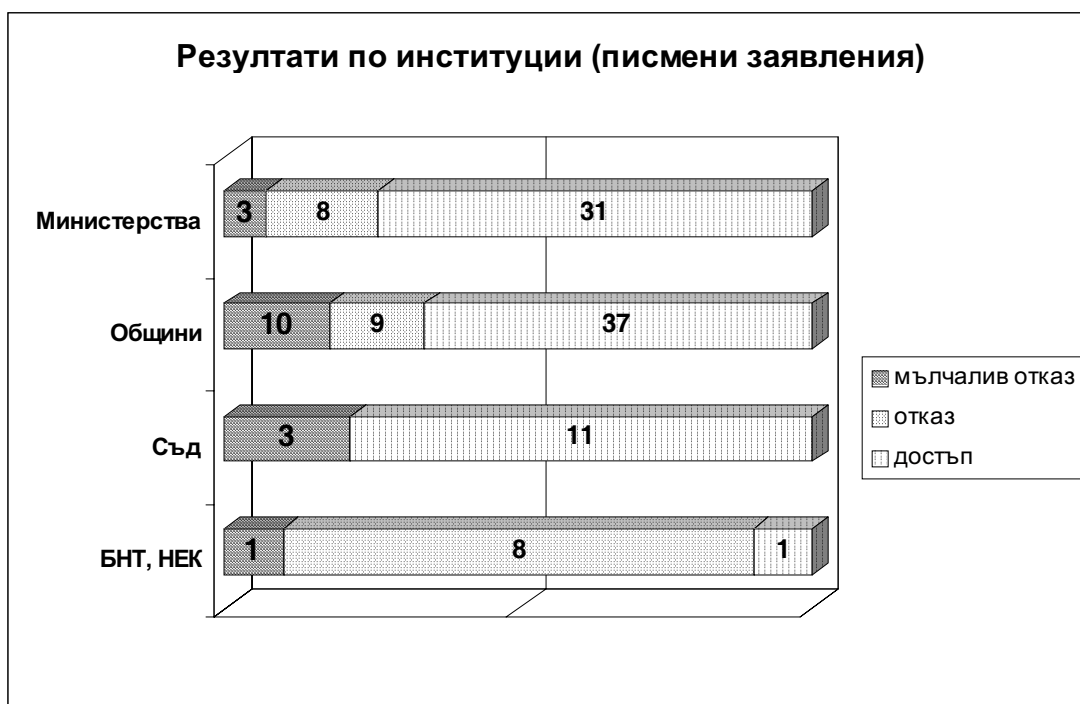 Резултати по институции (писмени заявления)
Министерства
3 8 31
Общини
10 9 37
Съд
3 11
БНТ, НЕК
1 8 1
мълчалив отказ
отказ
достъп